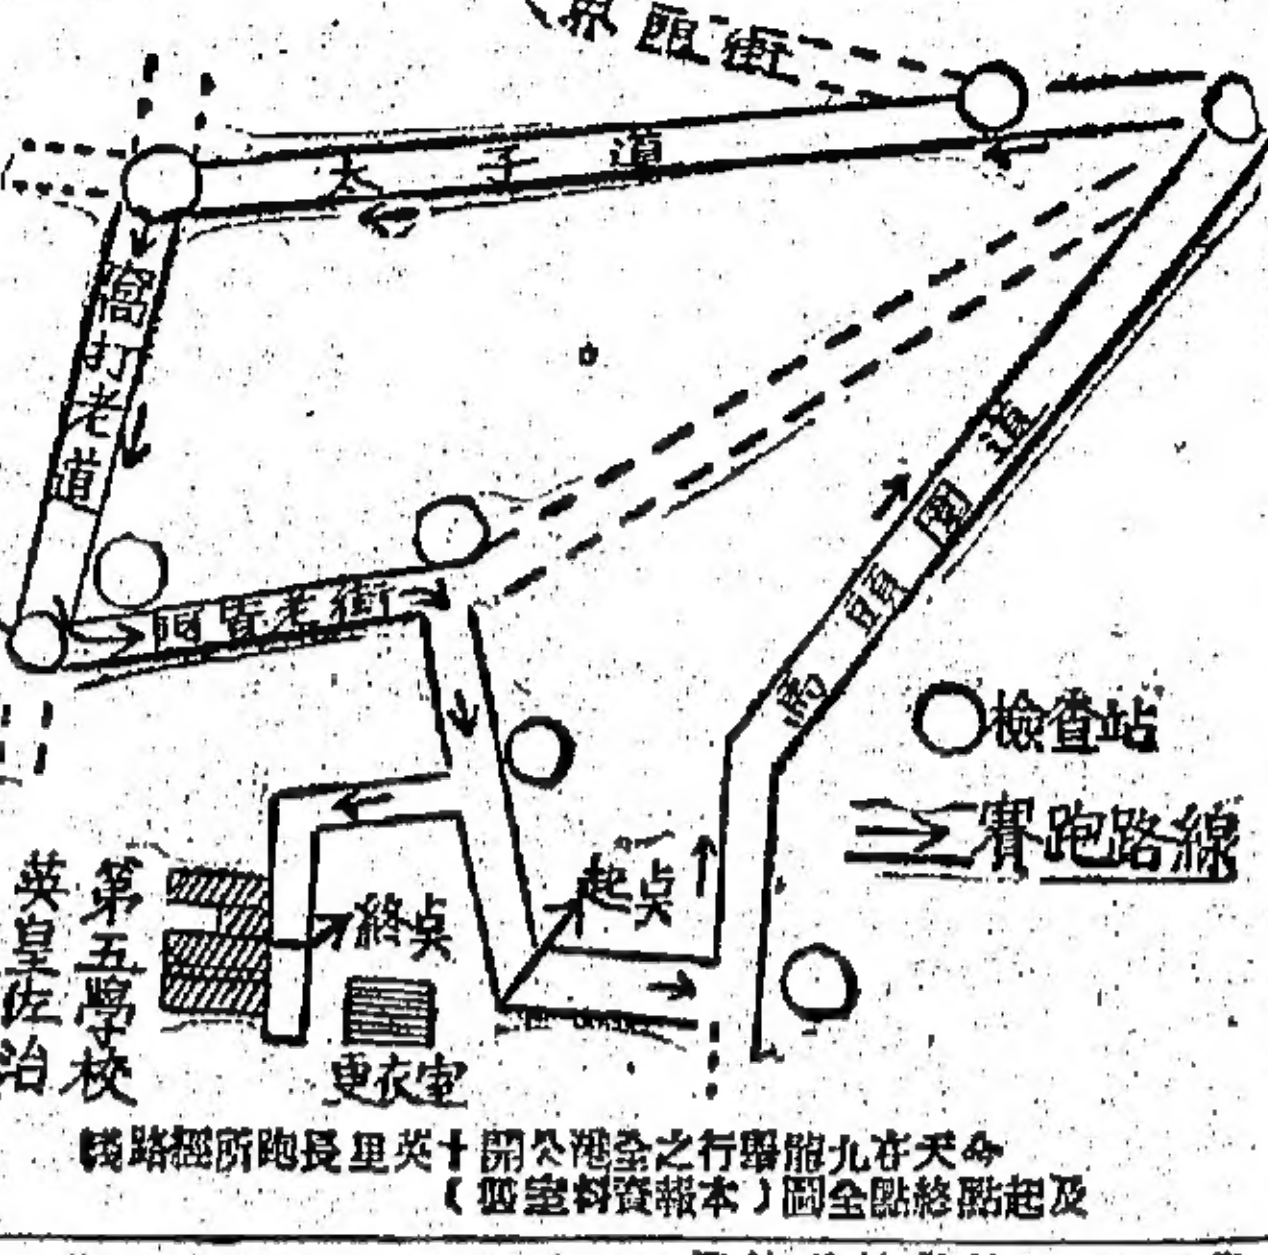 界限街
太子道
窩打老道
亞皆老街
馬頭圍道
檢查站
賽跑路線
起点
終点
英皇佐治
第五學校
更衣室
今天在九龍舉行之全港公開十英里長跑所經路綫
及起點終點全圖（本報資料室